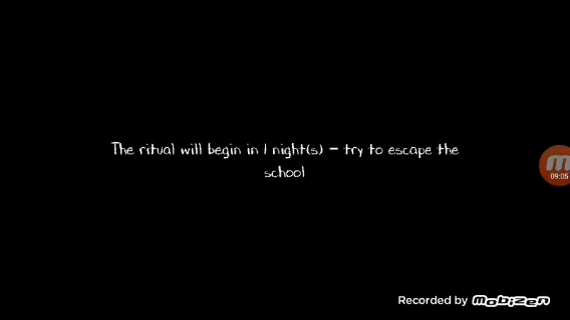 The ritual will begin in 1 night(s) - try to escape the
school
09:05
Recorded by Mobizen